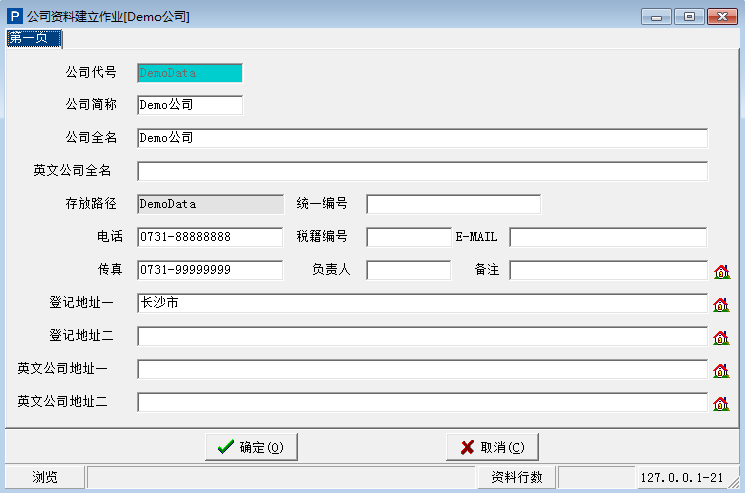 公司资料建立作业[Demo公司]
第一页
公司代号 DemoData
公司简称 Demo公司
公司全名 Demo公司
英文公司全名
存放路径 DemoData 统一编号
电话 0731-88888888 税籍编号 E-MAIL
传真 0731-99999999 负责人 备注
登记地址一 长沙市
登记地址二
英文公司地址一
英文公司地址二
确定(O) 取消(C)
浏览 资料行数 127.0.0.1-21